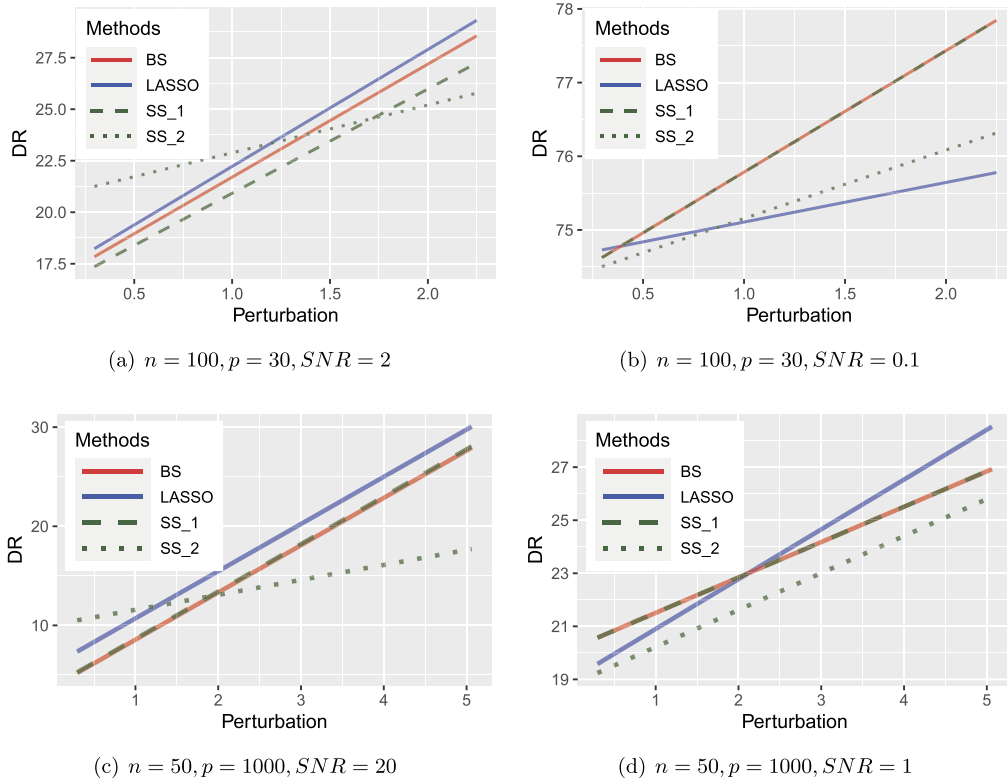 Methods
BS
LASSO
SS_1
SS_2
DR
27.5
25.0
22.5
20.0
17.5
0.5 1.0 1.5 2.0
Perturbation
(a) n = 100, p = 30, SNR = 2
Methods
BS
LASSO
SS_1
SS_2
DR
78
77
76
75
0.5 1.0 1.5 2.0
Perturbation
(b) n = 100, p = 30, SNR = 0.1
Methods
BS
LASSO
SS_1
SS_2
DR
30
20
10
1 2 3 4 5
Perturbation
(c) n = 50, p = 1000, SNR = 20
Methods
BS
LASSO
SS_1
SS_2
DR
27
25
23
21
19
1 2 3 4 5
Perturbation
(d) n = 50, p = 1000, SNR = 1